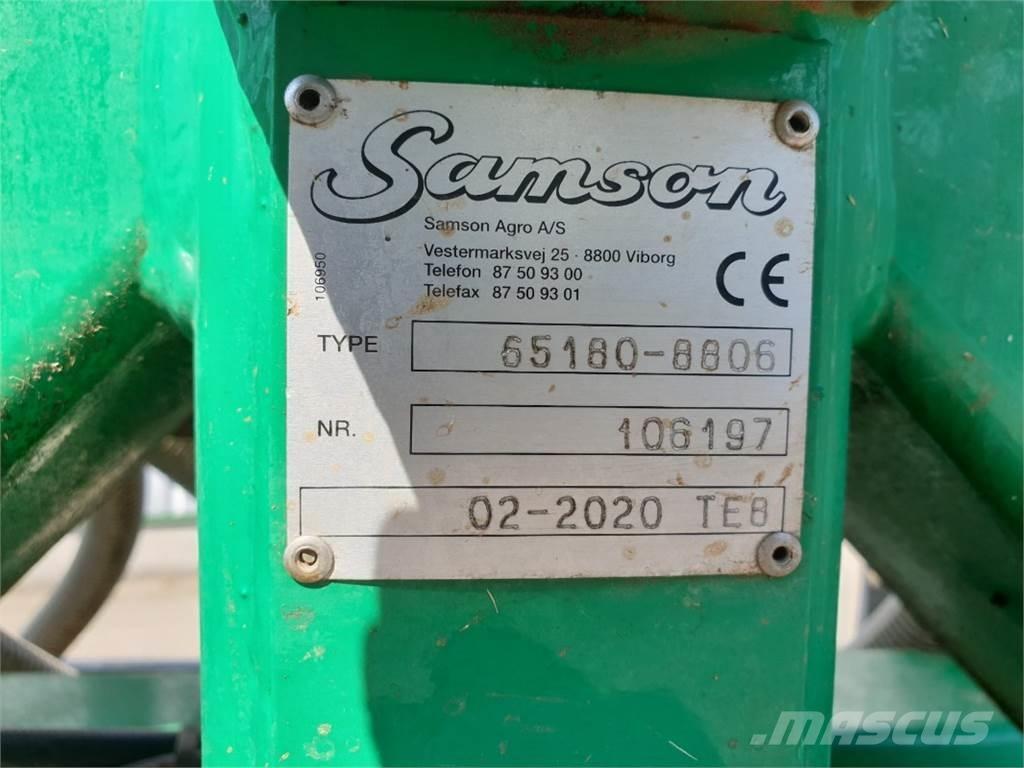 Samson
Samson Agro A/S
Vestermarksvej 25 · 8800 Viborg
Telefon 87 50 93 00
Telefax 87 50 93 01
CE
106950
TYPE 65180-8806
NR. 106197
02-2020 TE8
MASCUS